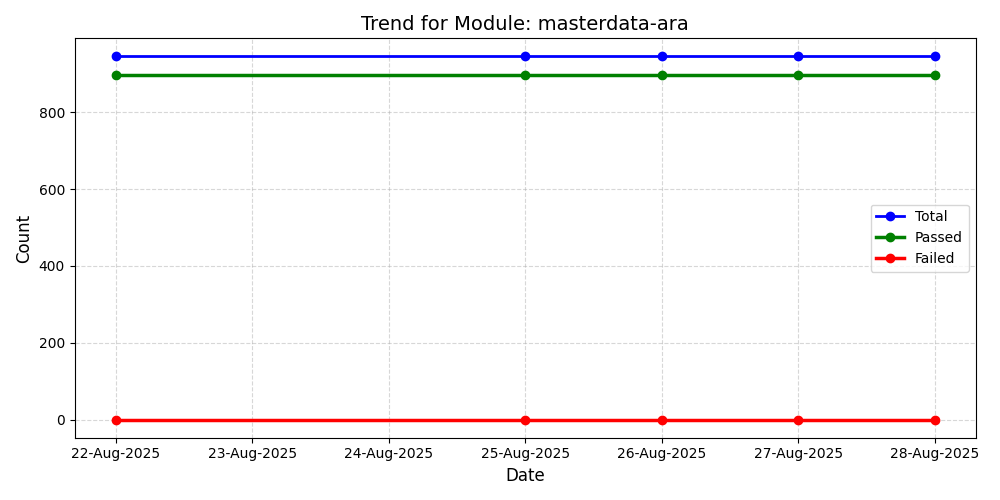 Trend for Module: masterdata-ara
Count
800
600
400
200
0
Total
Passed
Failed
22-Aug-2025 23-Aug-2025 24-Aug-2025 25-Aug-2025 26-Aug-2025 27-Aug-2025 28-Aug-2025
Date